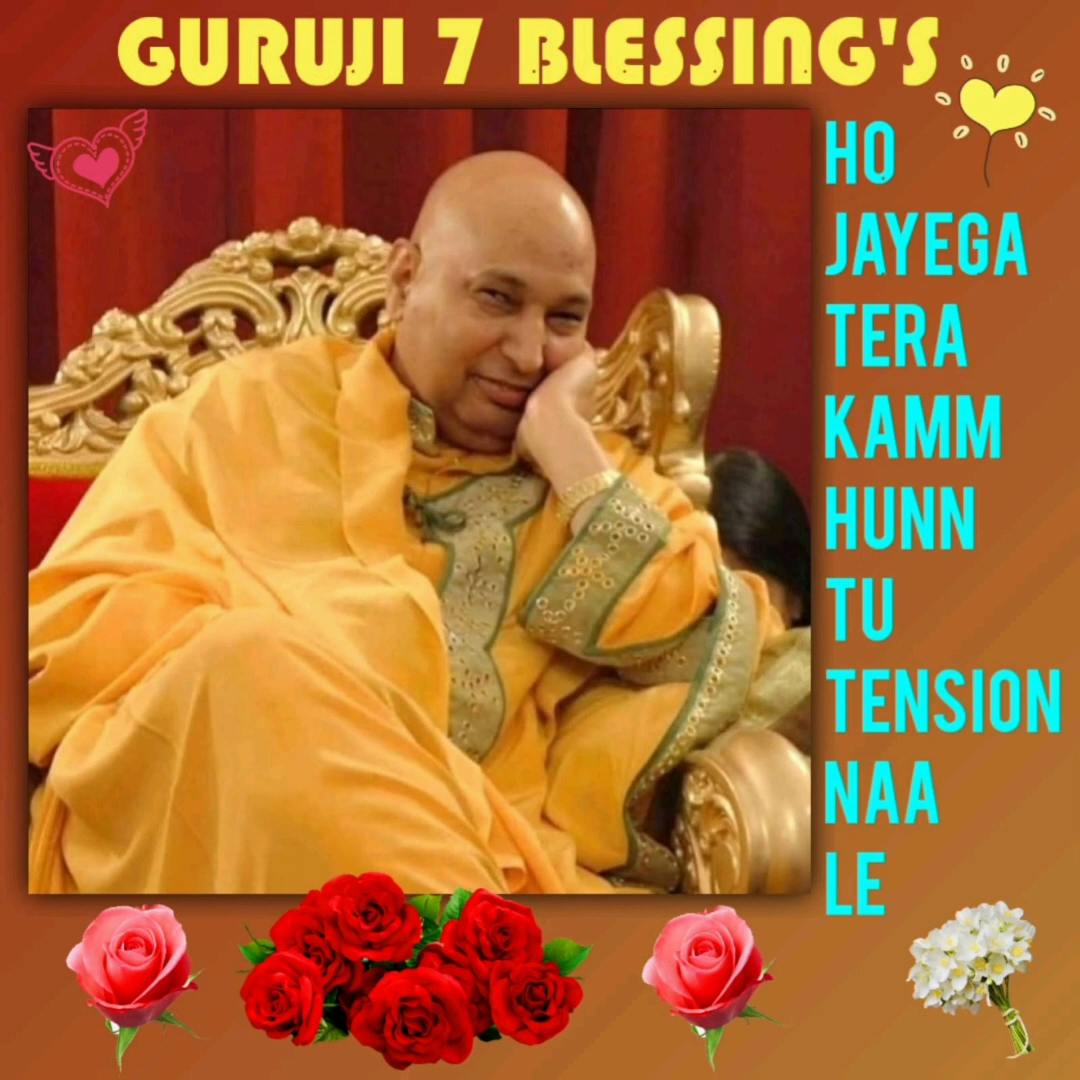 GURUJI 7 BLESSING'S
HO
JAYEGA
TERA
KAMM
HUNN
TU
TENSION
NAA
LE